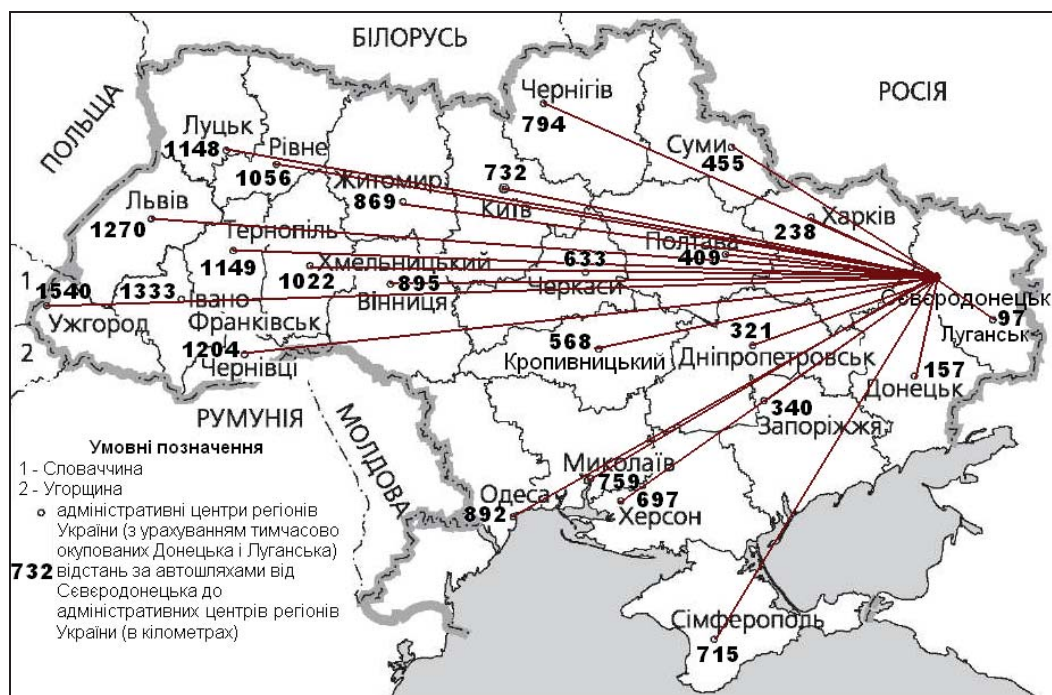 БІЛОРУСЬ
ПОЛЬЩА
РОСІЯ
Чернігів
794
Луцьк
1148
Рівне
1056
Суми
455
732
Київ
Житомир
869
Львів
1270
Харків
238
Тернопіль
1149
Полтава
409
Хмельницький
1022
633
Черкаси
895
Вінниця
1
1540
Ужгород
2
1333
Івано
Франківськ
Сєвєродонецьк
97
Луганськ
1204
Чернівці
568
Кропивницький
321
Дніпропетровськ
157
Донецьк
340
Запоріжжя
РУМУНІЯ
МОЛДОВА
Миколаїв
759
Одеса
892
697
Херсон
Сімферополь
715
Умовні позначення
1 - Словаччина
2 - Угорщина
адміністративні центри регіонів
України (з урахуванням тимчасово
окупованих Донецька і Луганська)
732 відстань за автошляхами від
Сєвєродонецька до
адміністративних центрів регіонів
України (в кілометрах)